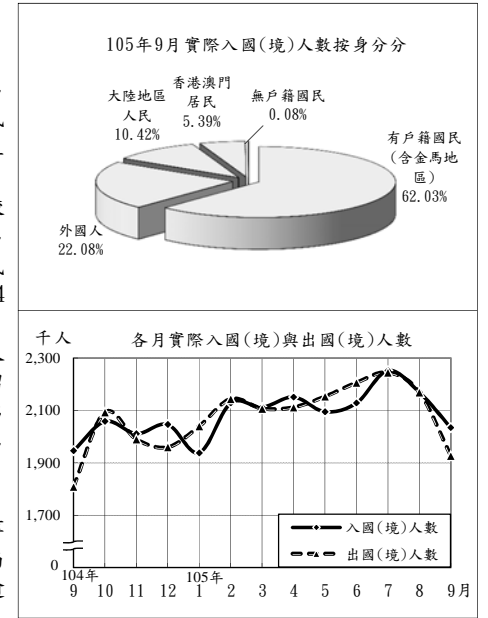 105年9月實際入國(境)人數按身分分
大陸地區
人民
10.42%
香港澳門
居民
5.39%
無戶籍國民
0.08%
有戶籍國民
(含金馬地
區)
62.03%
外國人
22.08%
4
千人
各月實際入國(境)與出國(境)人數
2,300
2,100
1,900
1,700
0
入國(境)人數
出國(境)人數
104年 105年
9 10 11 12 1 2 3 4 5 6 7 8 9月